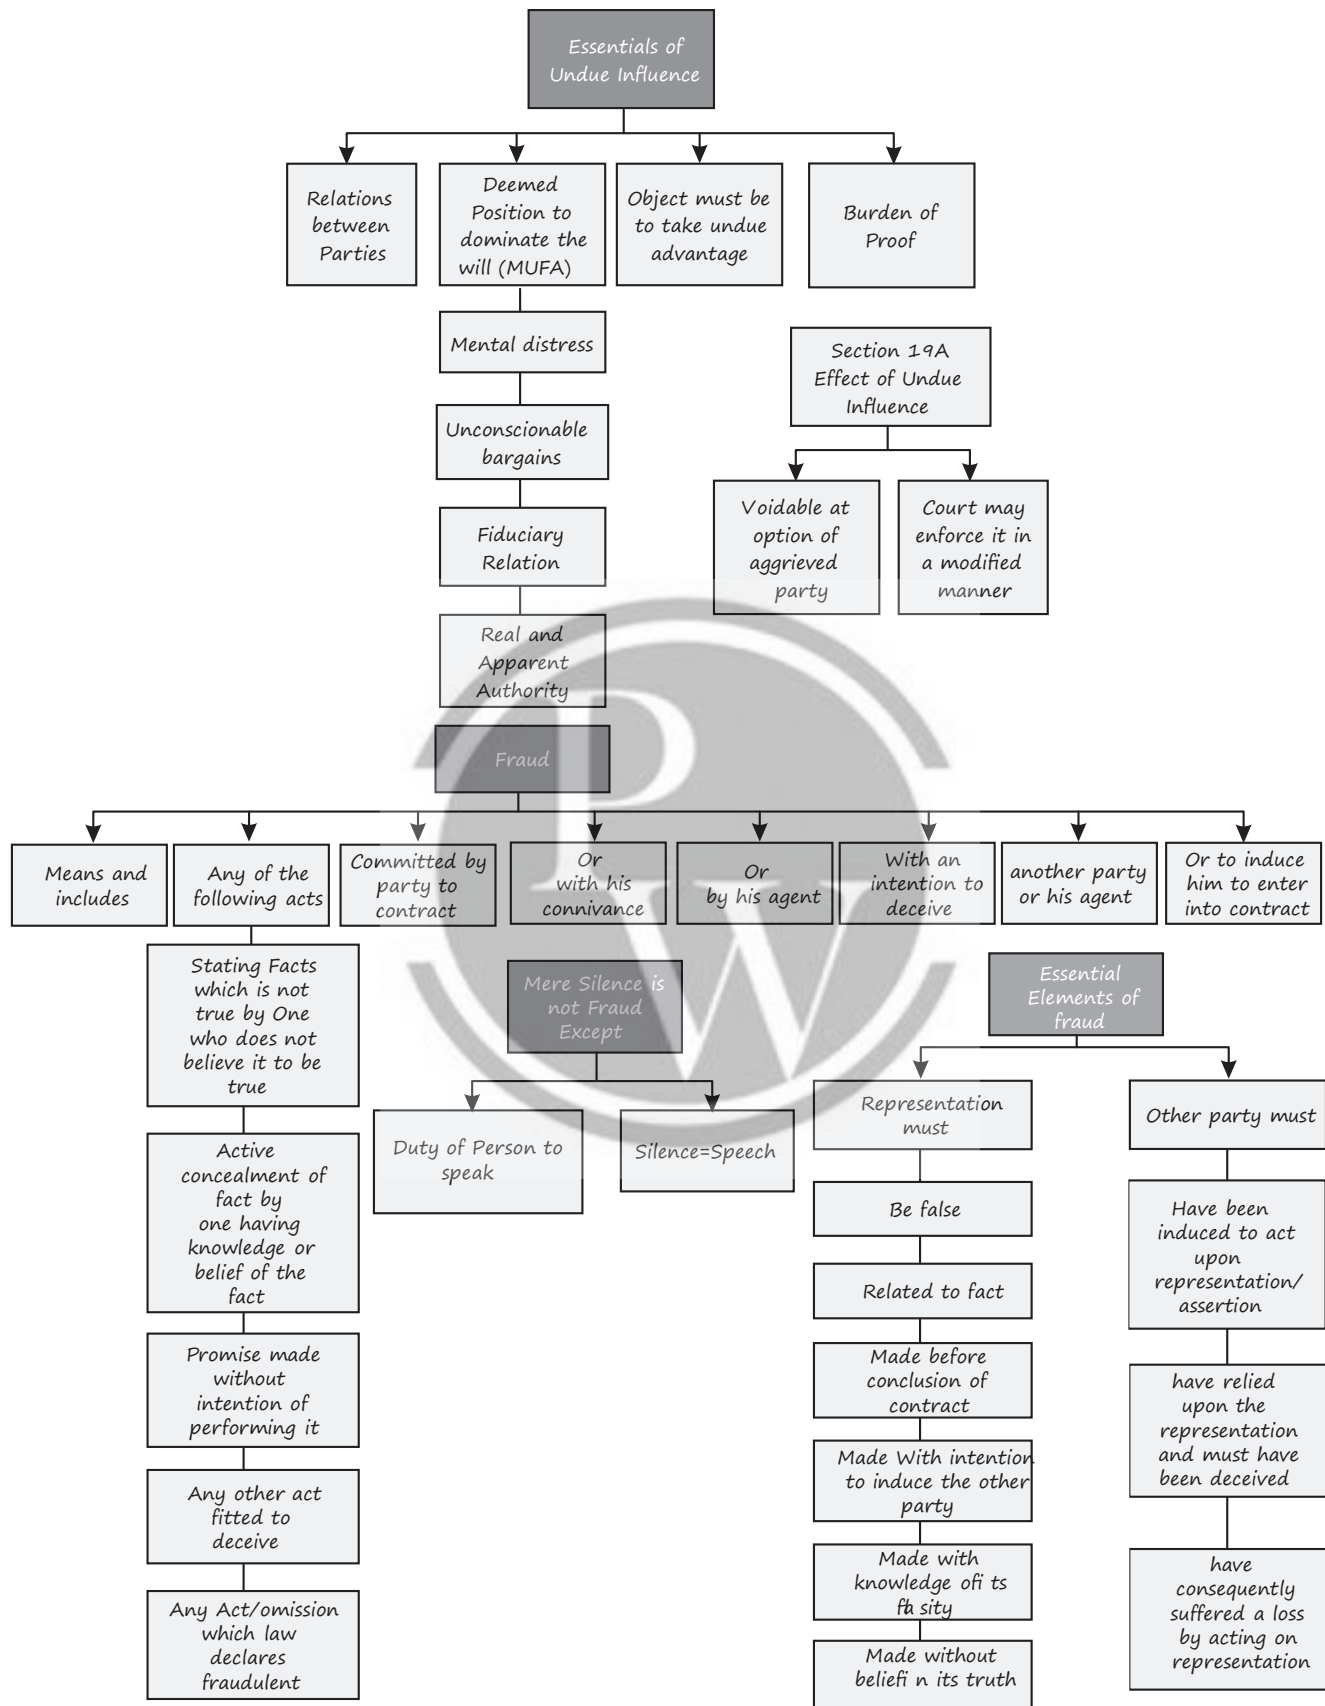 Essentials of
Undue Influence
Relations
between
Parties
Deemed
Position to
dominate the
will (MUFA)
Object must be
to take undue
advantage
Burden of
Proof
Mental distress
Unconscionable
bargains
Fiduciary
Relation
Real and
Apparent
Authority
Section 19A
Effect of Undue
Influence
Voidable at
option of
aggrieved
party
Court may
enforce it in
a modified
manner
Fraud
Means and
includes
Any of the
following acts
Committed by
party to
contract
Or
with his
connivance
Or
by his agent
With an
intention to
deceive
another party
or his agent
Or to induce
him to enter
into contract
Stating Facts
which is not
true by One
who does not
believe it to be
true
Active
concealment of
fact by
one having
knowledge or
belief of the
fact
Promise made
without
intention of
performing it
Any other act
fitted to
deceive
Any Act/omission
which law
declares
fraudulent
Mere Silence is
not Fraud
Except
Duty of Person to
speak
Silence=Speech
Essential
Elements of
fraud
Representation
must
Be false
Related to fact
Made before
conclusion of
contract
Made With intention
to induce the other
party
Made with
knowledge ofi ts
sity
Made without
beliefi n its truth
Other party must
Have been
induced to act
upon
representation/
assertion
have relied
upon the
representation
and must have
been deceived
have
consequently
suffered a loss
by acting on
representation
PW